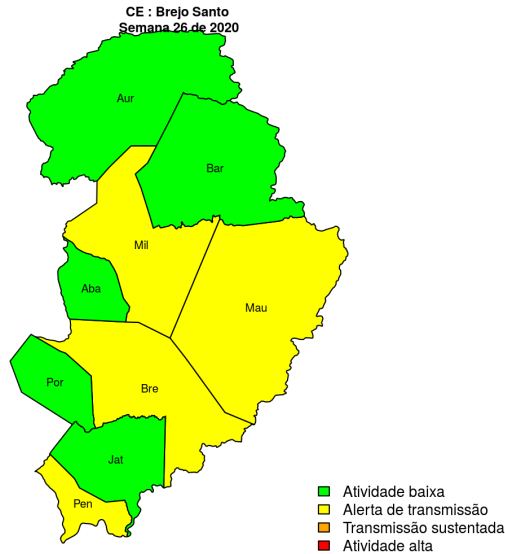 CE : Brejo Santo
Semana 26 de 2020
Aur
Bar
Mil
Aba
Mau
Por
Bre
Jat
Pen
Atividade baixa
Alerta de transmissão
Transmissão sustentada
Atividade alta